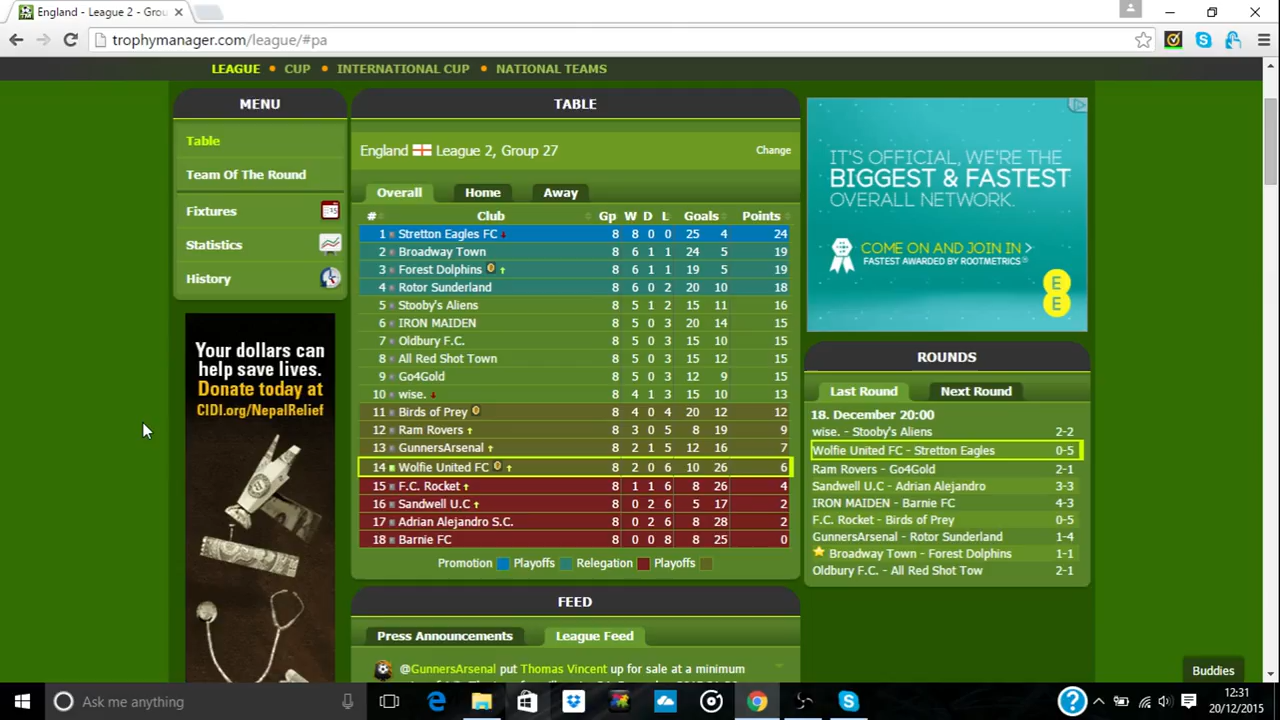 England - League 2 - Grou
trophymanager.com/league/#pa
LEAGUE • CUP • INTERNATIONAL CUP • NATIONAL TEAMS
MENU
Table
Team Of The Round
Fixtures
Statistics
History
Your dollars can
help save lives.
Donate today at
CIDI.org/NepalRelief
TABLE
England League 2, Group 27 Change
Overall Home Away
# Club Gp W D L Goals Points
1 Stretton Eagles FC 8 8 0 0 25 4 24
2 Broadway Town 8 6 1 1 24 5 19
3 Forest Dolphins 8 6 1 1 19 5 19
4 Rotor Sunderland 8 6 0 2 20 10 18
5 Stooby's Aliens 8 5 1 2 15 11 16
6 IRON MAIDEN 8 5 0 3 20 14 15
7 Oldbury F.C. 8 5 0 3 15 10 15
8 All Red Shot Town 8 5 0 3 15 12 15
9 Go4Gold 8 5 0 3 12 9 15
10 wise. 8 4 1 3 15 10 13
11 Birds of Prey 8 4 0 4 20 12 12
12 Ram Rovers 8 3 0 5 8 19 9
13 GunnersArsenal 8 2 1 5 12 16 7
14 Wolfie United FC 8 2 0 6 10 26 6
15 F.C. Rocket 8 1 1 6 8 26 4
16 Sandwell U.C 8 0 2 6 5 17 2
17 Adrian Alejandro S.C. 8 0 2 6 8 28 2
18 Barnie FC 8 0 0 8 8 25 0
Promotion Playoffs Relegation Playoffs
FEED
Press Announcements League Feed
@GunnersArsenal put Thomas Vincent up for sale at a minimum
IT'S OFFICIAL, WE'RE THE
BIGGEST & FASTEST
OVERALL NETWORK.
COME ON AND JOIN IN >
FASTEST AWARDED BY ROOTMETRICS®
EE
ROUNDS
Last Round Next Round
18. December 20:00
wise. - Stooby's Aliens 2-2
Wolfie United FC - Stretton Eagles 0-5
Ram Rovers - Go4Gold 2-1
Sandwell U.C - Adrian Alejandro 3-3
IRON MAIDEN - Barnie FC 4-3
F.C. Rocket - Birds of Prey 0-5
GunnersArsenal - Rotor Sunderland 1-4
Broadway Town - Forest Dolphins 1-1
Oldbury F.C. - All Red Shot Tow 2-1
Buddies
Ask me anything
12:31
20/12/2015